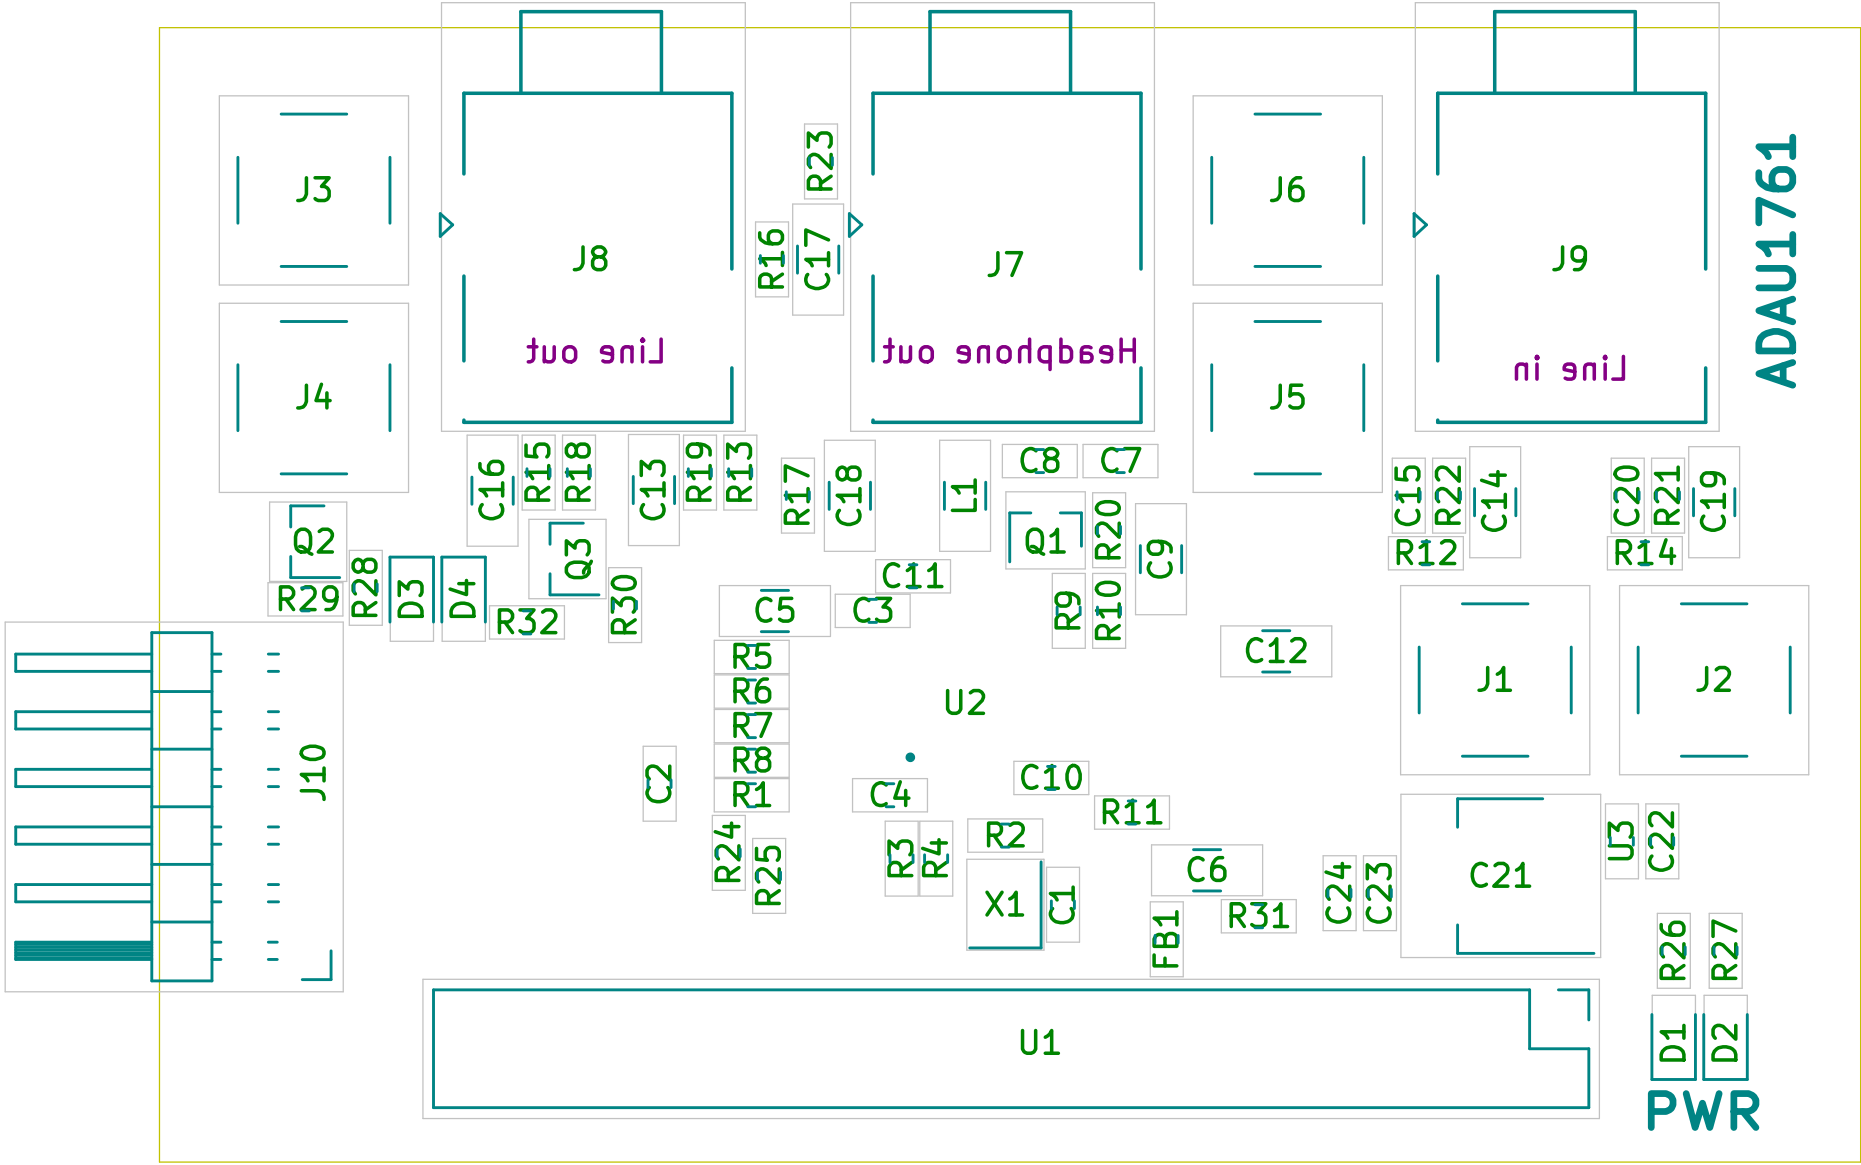 J3
J8
R23
R16
C17
J7
J6
J9
ADAU1761
Line out
Headphone out
Line in
J4
J5
C16
R15
R18
C13
R19
R13
R17
C18
L1
C8
C7
C15
R22
C14
C20
R21
C19
Q2
Q3
Q1
R20
C9
R12
R14
R29
R28
D3
D4
R32
R30
C5
C3
C11
R9
R10
C12
R5
R6
R7
R8
R1
U2
J1
J2
J10
C2
C4
C10
R11
R24
R25
R3
R4
R2
X1
C1
C6
FB1
R31
C24
C23
C21
U3
C22
R26
R27
U1
D1
D2
PWR